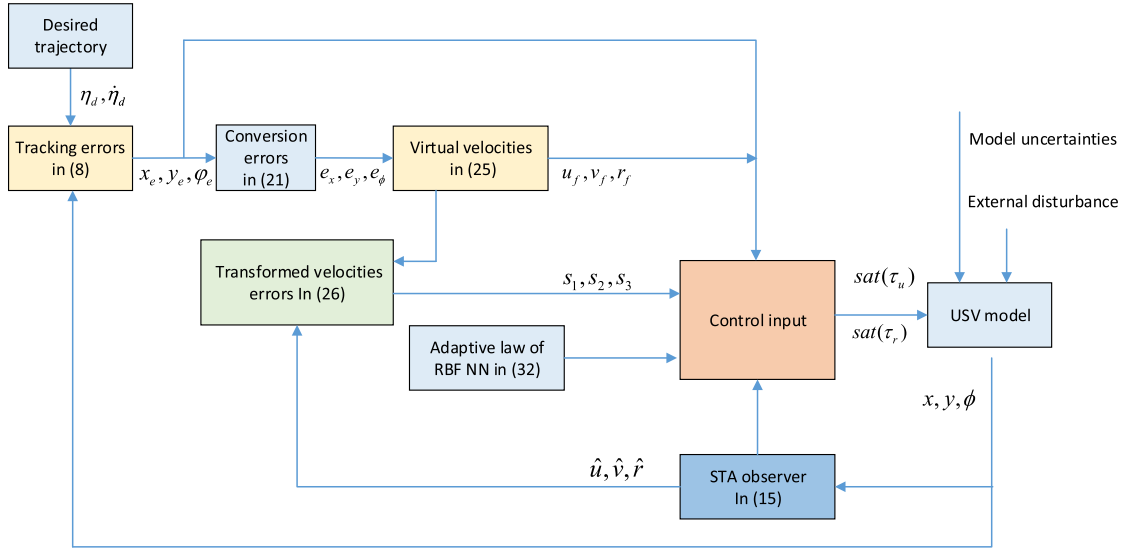 Desired
trajectory
η_d, η̇_d
Tracking errors
in (8)
x_e, y_e, φ_e
Conversion
errors
in (21)
e_x, e_y, e_ϕ
Virtual velocities
in (25)
u_f, v_f, r_f
Model uncertainties
External disturbance
Transformed velocities
errors In (26)
s_1, s_2, s_3
Control input
sat(τ_u)
sat(τ_r)
USV model
Adaptive law of
RBF NN in (32)
x, y, ϕ
û, v̂, r̂
STA observer
In (15)